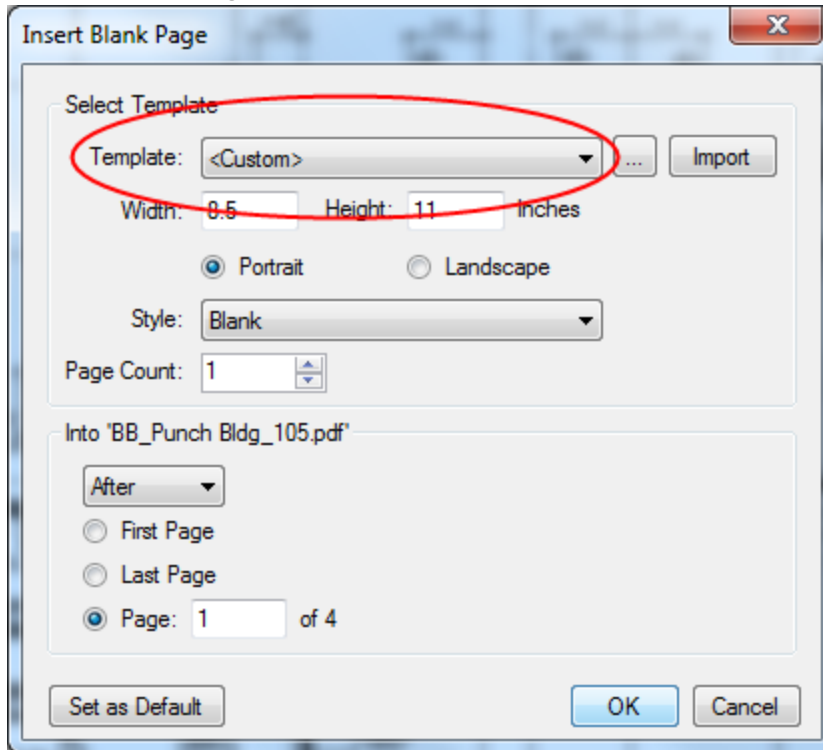 Insert Blank Page
Select Template
Template: <Custom> ... Import
Width: 8.5 Height: 11 Inches
Portrait Landscape
Style: Blank
Page Count: 1
Into 'BB_Punch Bldg_105.pdf'
After
First Page
Last Page
Page: 1 of 4
Set as Default OK Cancel